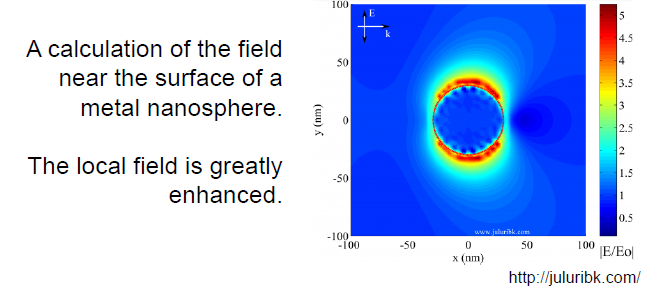 A calculation of the field
near the surface of a
metal nanosphere.
The local field is greatly
enhanced.
100
50
0
-50
-100
y (nm)
E
k
www.juluribk.com
-100
-50
0
50
100
x (nm)
5
4.5
4
3.5
3
2.5
2
1.5
1
0.5
|E/Eo|
http://juluribk.com/